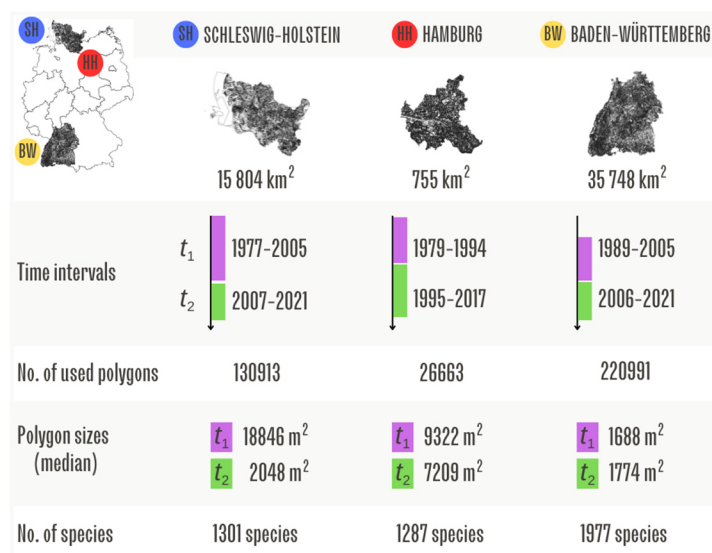 SH
HH
BW
SH SCHLESWIG-HOLSTEIN
HH HAMBURG
BW BADEN-WÜRTTEMBERG
15 804 km²
755 km²
35 748 km²
Time intervals
t₁ 1977-2005
1979-1994
1989-2005
t₂ 2007-2021
1995-2017
2006-2021
No. of used polygons
130913
26663
220991
Polygon sizes
(median)
t₁ 18846 m²
t₁ 9322 m²
t₁ 1688 m²
t₂ 2048 m²
t₂ 7209 m²
t₂ 1774 m²
No. of species
1301 species
1287 species
1977 species